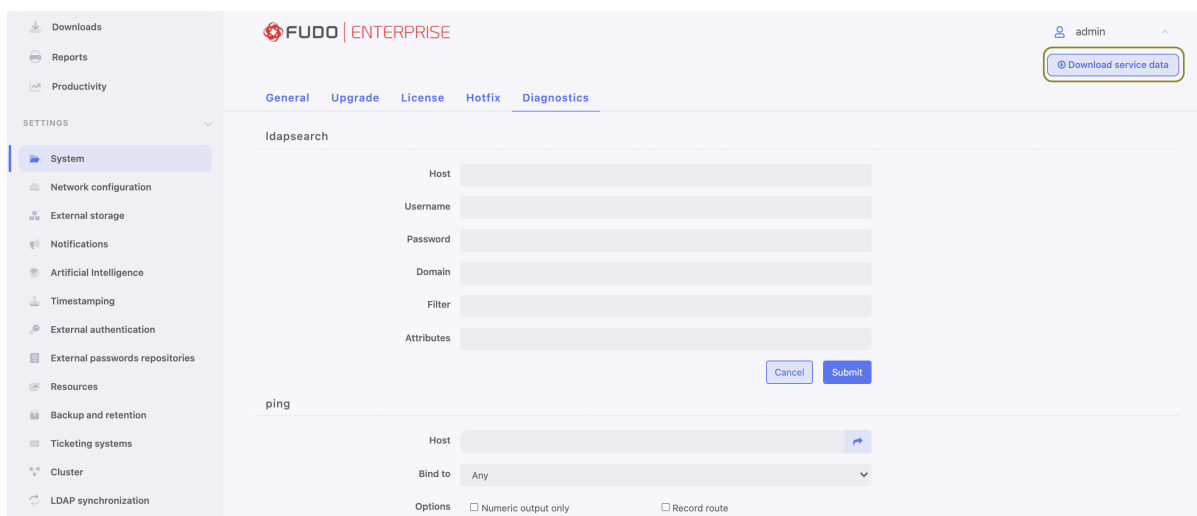 Downloads
Reports
Productivity
SETTINGS
System
Network configuration
External storage
Notifications
Artificial Intelligence
Timestamping
External authentication
External passwords repositories
Resources
Backup and retention
Ticketing systems
Cluster
LDAP synchronization
FUDO | ENTERPRISE
admin
Download service data
General Upgrade License Hotfix Diagnostics
ldapsearch
Host
Username
Password
Domain
Filter
Attributes
Cancel Submit
ping
Host
Bind to Any
Options Numeric output only Record route